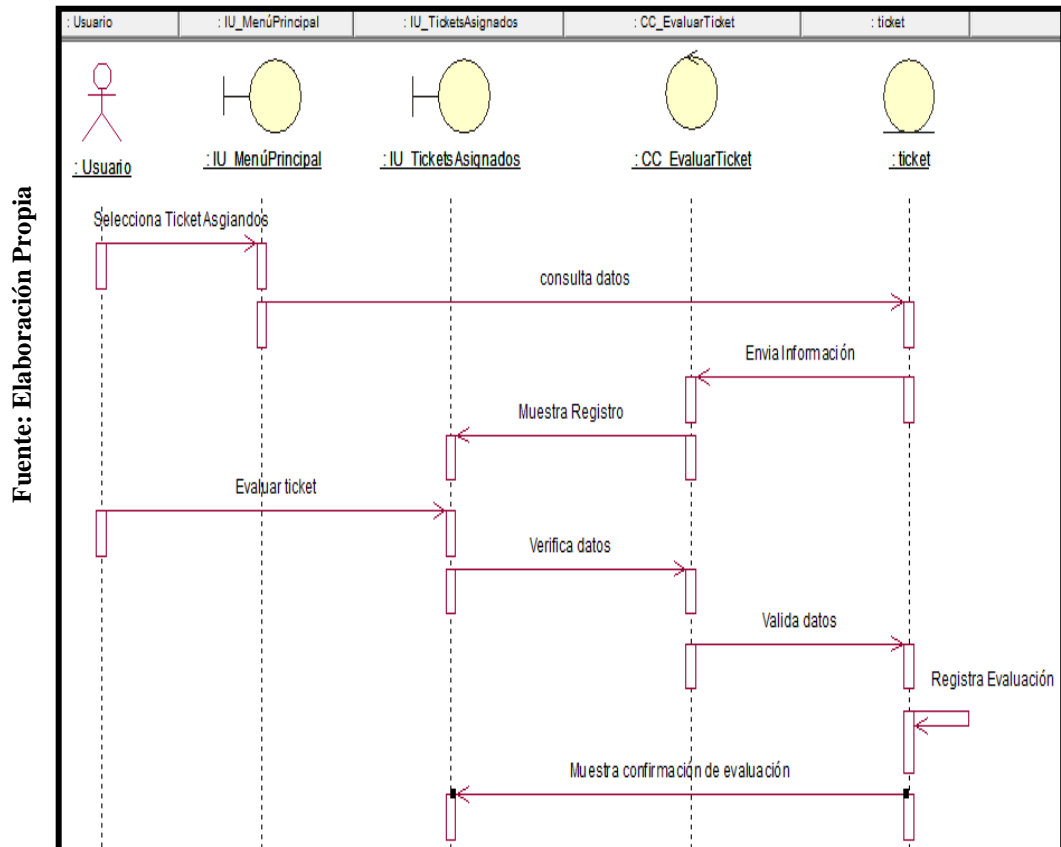 : Usuario
: IU_MenúPrincipal
: IU_TicketsAsignados
: CC_EvaluarTicket
: ticket
: Usuario
: IU_MenúPrincipal
: IU_TicketsAsignados
: CC_EvaluarTicket
: ticket
Fuente: Elaboración Propia
Selecciona Ticket Asgiandos
consulta datos
Envia Información
Muestra Registro
Evaluar ticket
Verifica datos
Valida datos
Registra Evaluación
Muestra confirmación de evaluación